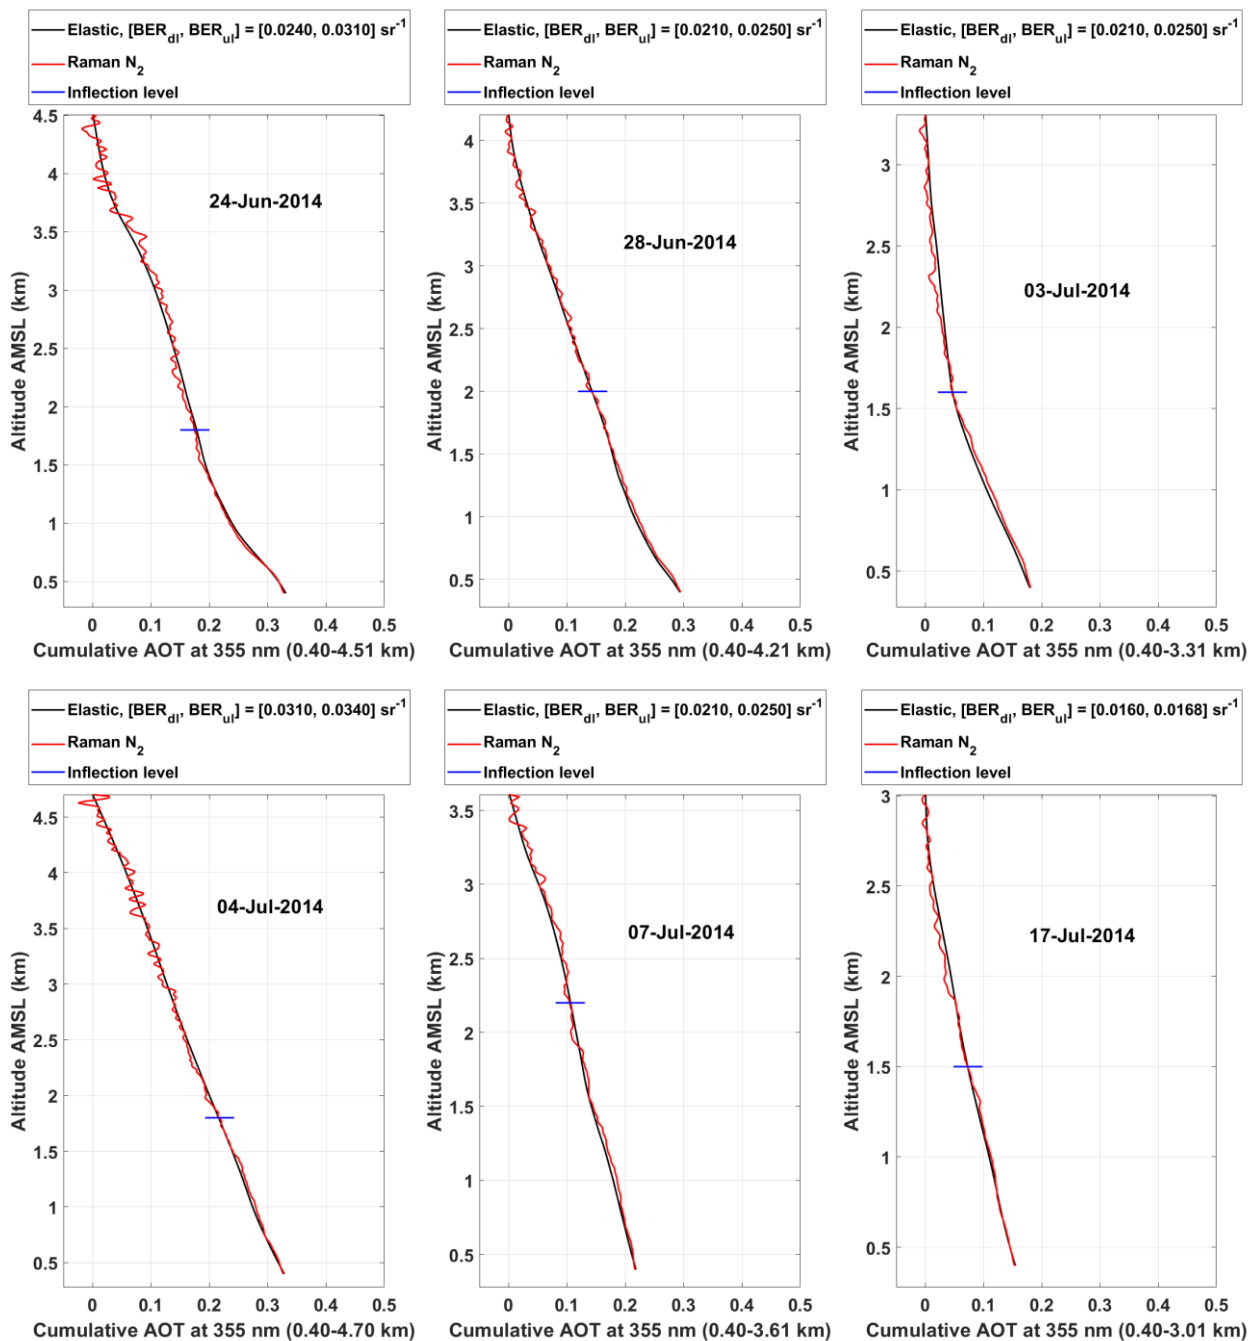 Elastic, [BER_dl, BER_ul] = [0.0240, 0.0310] sr^-1
Raman N_2
Inflection level
4.5
4
3.5
3
2.5
2
1.5
1
0.5
Altitude AMSL (km)
24-Jun-2014
0 0.1 0.2 0.3 0.4 0.5
Cumulative AOT at 355 nm (0.40-4.51 km)
Elastic, [BER_dl, BER_ul] = [0.0210, 0.0250] sr^-1
Raman N_2
Inflection level
4
3.5
3
2.5
2
1.5
1
0.5
Altitude AMSL (km)
28-Jun-2014
0 0.1 0.2 0.3 0.4 0.5
Cumulative AOT at 355 nm (0.40-4.21 km)
Elastic, [BER_dl, BER_ul] = [0.0210, 0.0250] sr^-1
Raman N_2
Inflection level
3
2.5
2
1.5
1
0.5
Altitude AMSL (km)
03-Jul-2014
0 0.1 0.2 0.3 0.4 0.5
Cumulative AOT at 355 nm (0.40-3.31 km)
Elastic, [BER_dl, BER_ul] = [0.0310, 0.0340] sr^-1
Raman N_2
Inflection level
4.5
4
3.5
3
2.5
2
1.5
1
0.5
Altitude AMSL (km)
04-Jul-2014
0 0.1 0.2 0.3 0.4 0.5
Cumulative AOT at 355 nm (0.40-4.70 km)
Elastic, [BER_dl, BER_ul] = [0.0210, 0.0250] sr^-1
Raman N_2
Inflection level
3.5
3
2.5
2
1.5
1
0.5
Altitude AMSL (km)
07-Jul-2014
0 0.1 0.2 0.3 0.4 0.5
Cumulative AOT at 355 nm (0.40-3.61 km)
Elastic, [BER_dl, BER_ul] = [0.0160, 0.0168] sr^-1
Raman N_2
Inflection level
3
2.5
2
1.5
1
0.5
Altitude AMSL (km)
17-Jul-2014
0 0.1 0.2 0.3 0.4 0.5
Cumulative AOT at 355 nm (0.40-3.01 km)